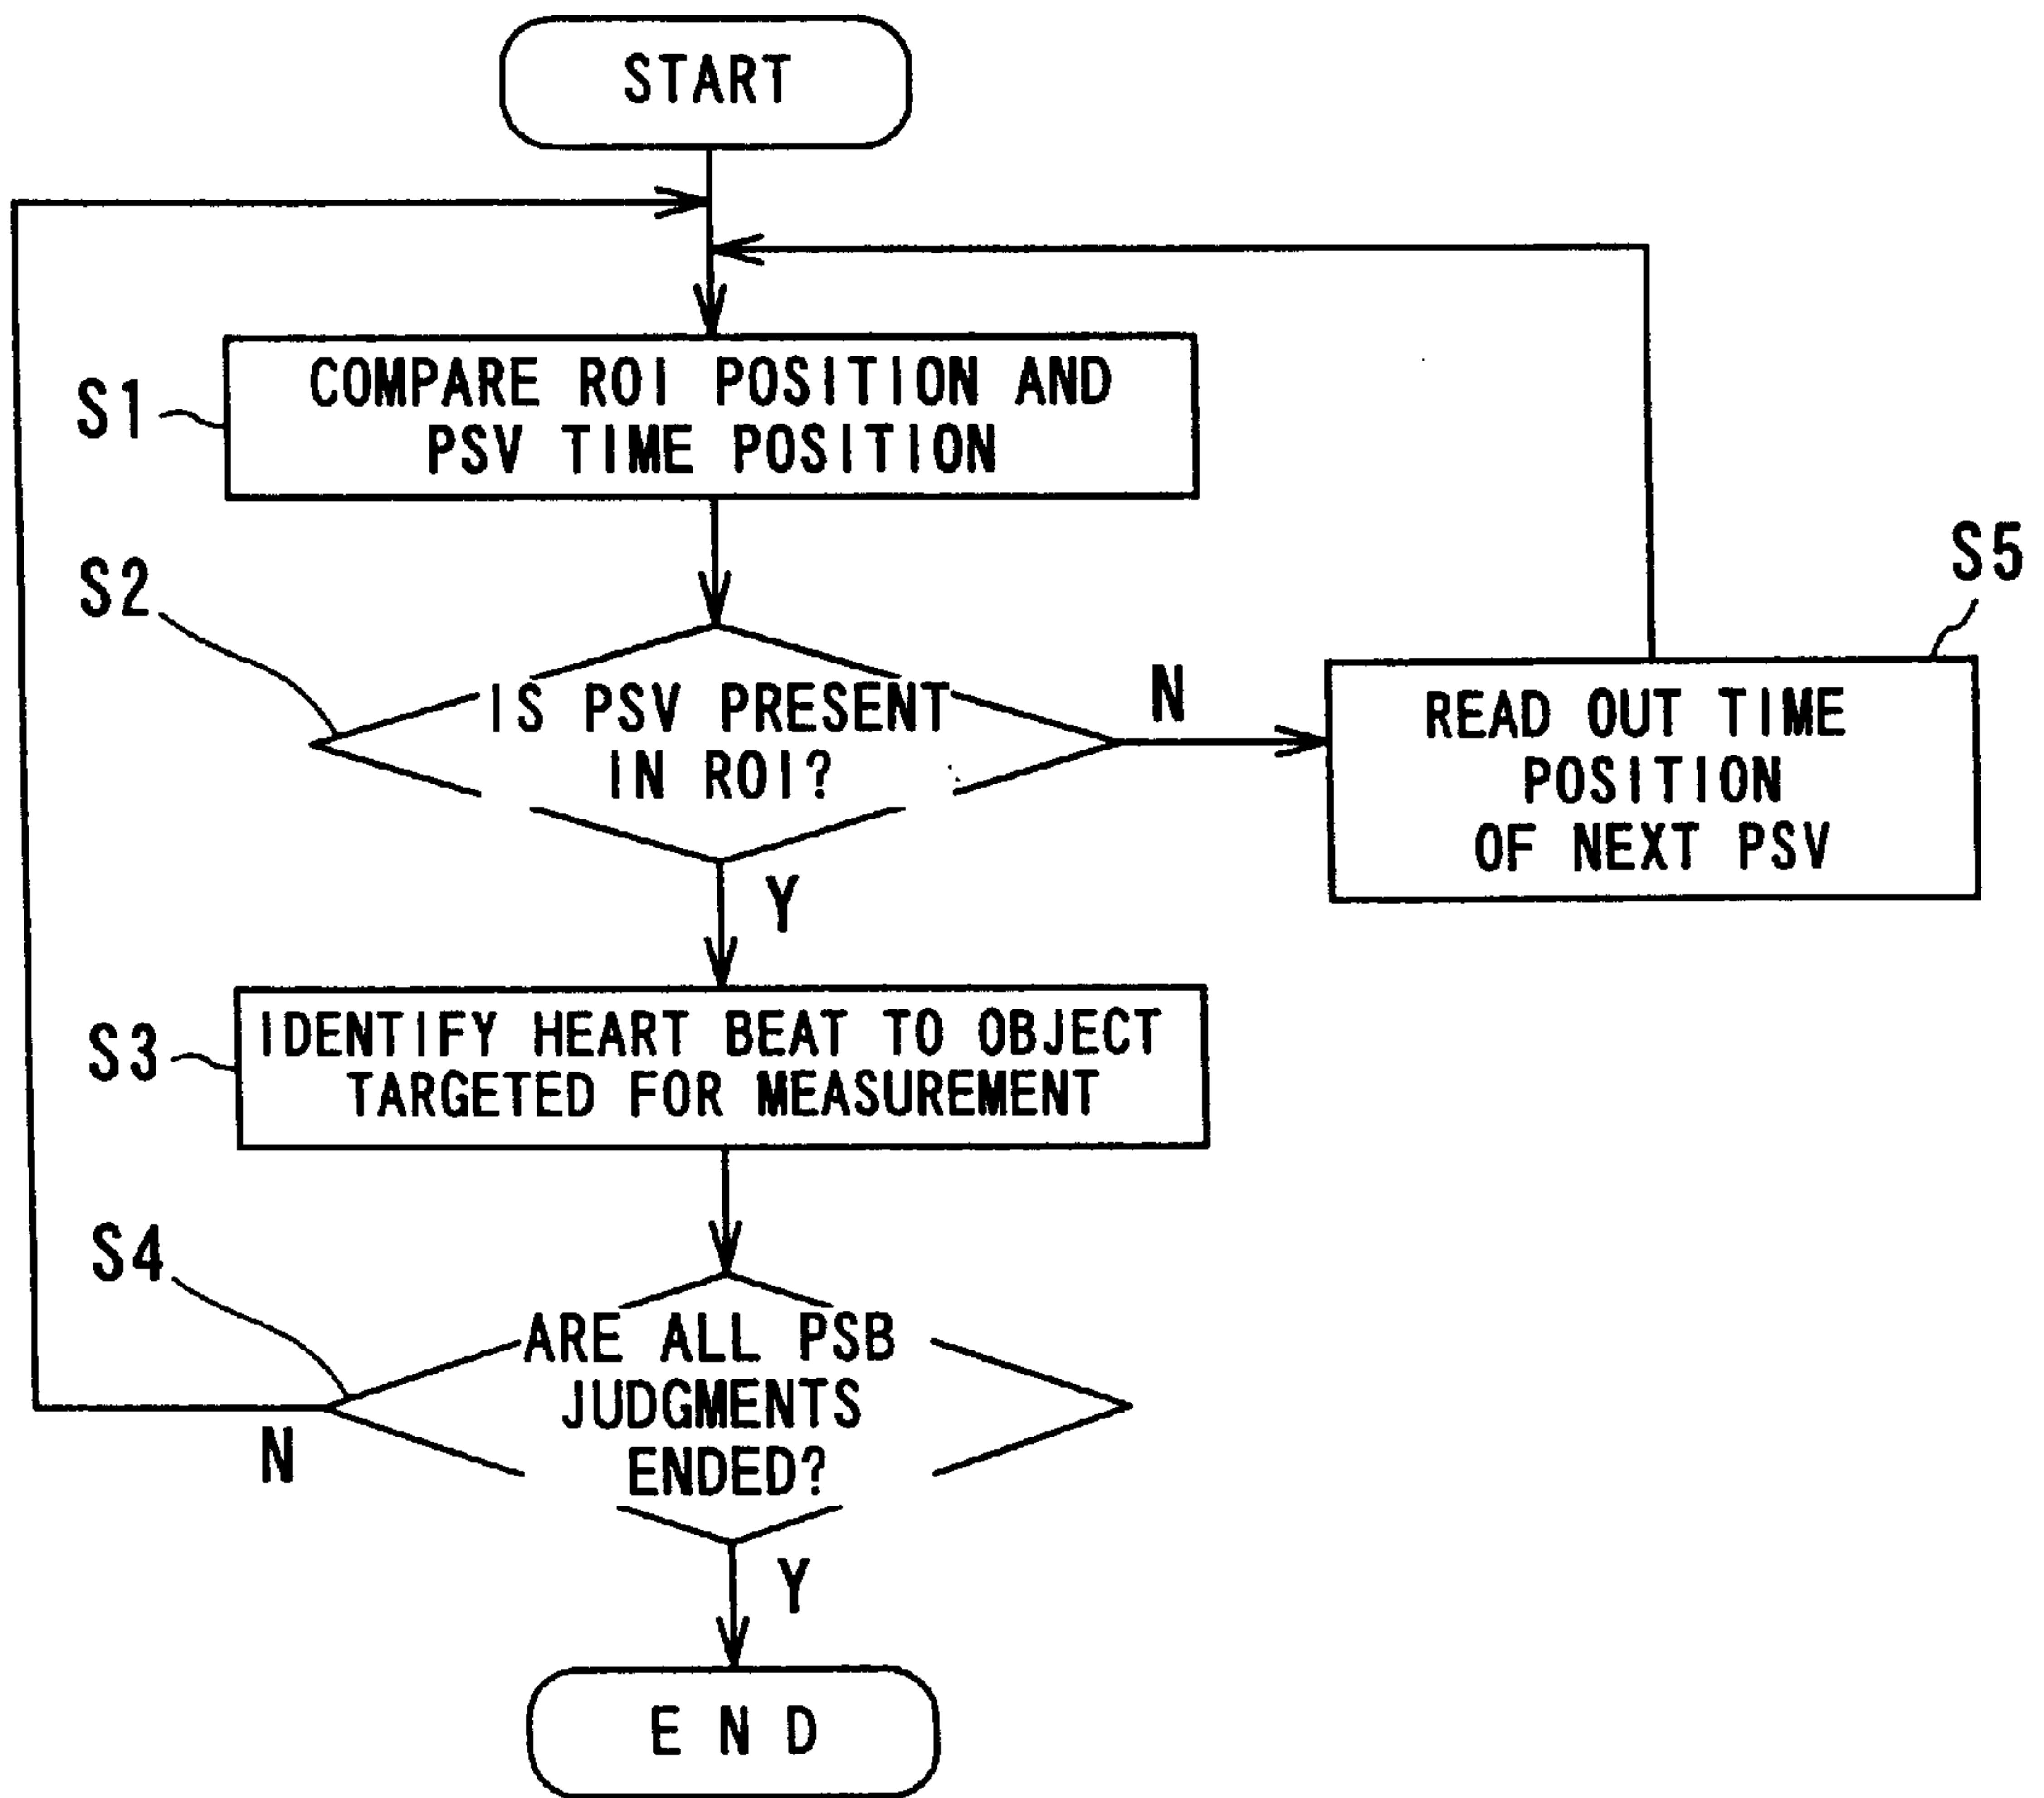 START
S1
COMPARE ROI POSITION AND
PSV TIME POSITION
S2
IS PSV PRESENT
IN ROI?
N
S5
READ OUT TIME
POSITION
OF NEXT PSV
Y
S3
IDENTIFY HEART BEAT TO OBJECT
TARGETED FOR MEASUREMENT
S4
ARE ALL PSB
JUDGMENTS
ENDED?
N
Y
END